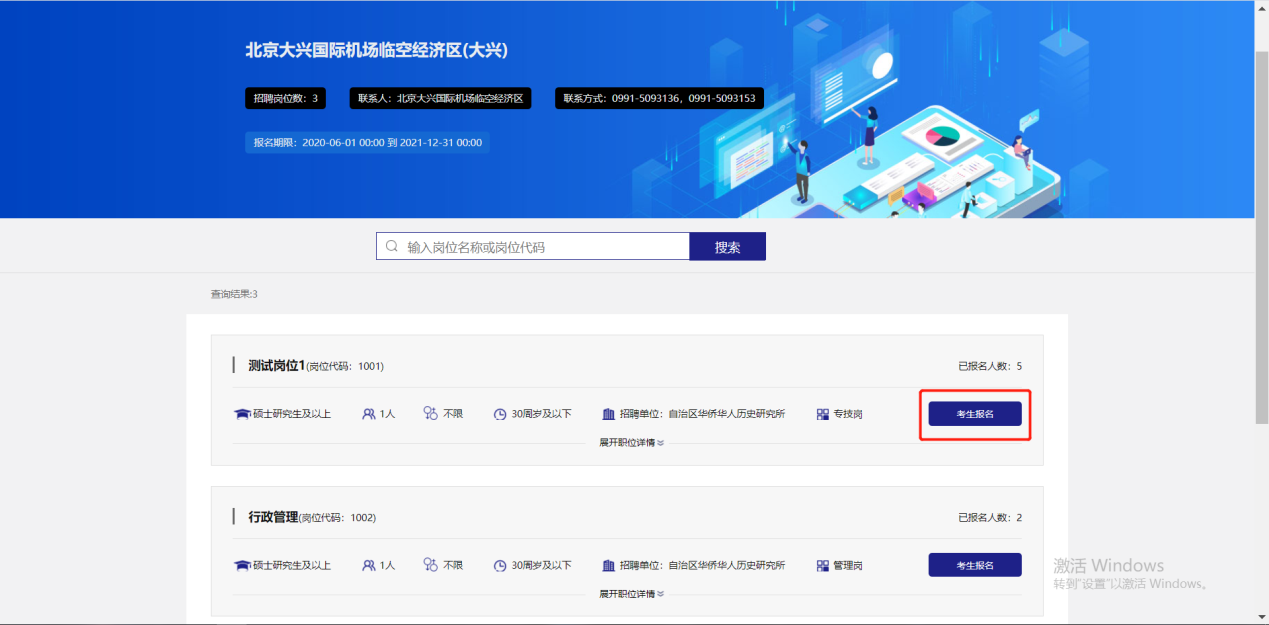 北京大兴国际机场临空经济区(大兴)
招聘岗位数：3 联系人：北京大兴国际机场临空经济区 联系方式：0991-5093136，0991-5093153
报名期限：2020-06-01 00:00 到 2021-12-31 00:00
输入岗位名称或岗位代码 搜索
查询结果:3
测试岗位1(岗位代码：1001) 已报名人数：5
硕士研究生及以上 1人 不限 30周岁及以下 招聘单位：自治区华侨华人历史研究所 专技岗 考生报名
展开职位详情
行政管理(岗位代码：1002) 已报名人数：2
硕士研究生及以上 1人 不限 30周岁及以下 招聘单位：自治区华侨华人历史研究所 管理岗 考生报名
展开职位详情
激活 Windows
转到"设置"以激活 Windows。